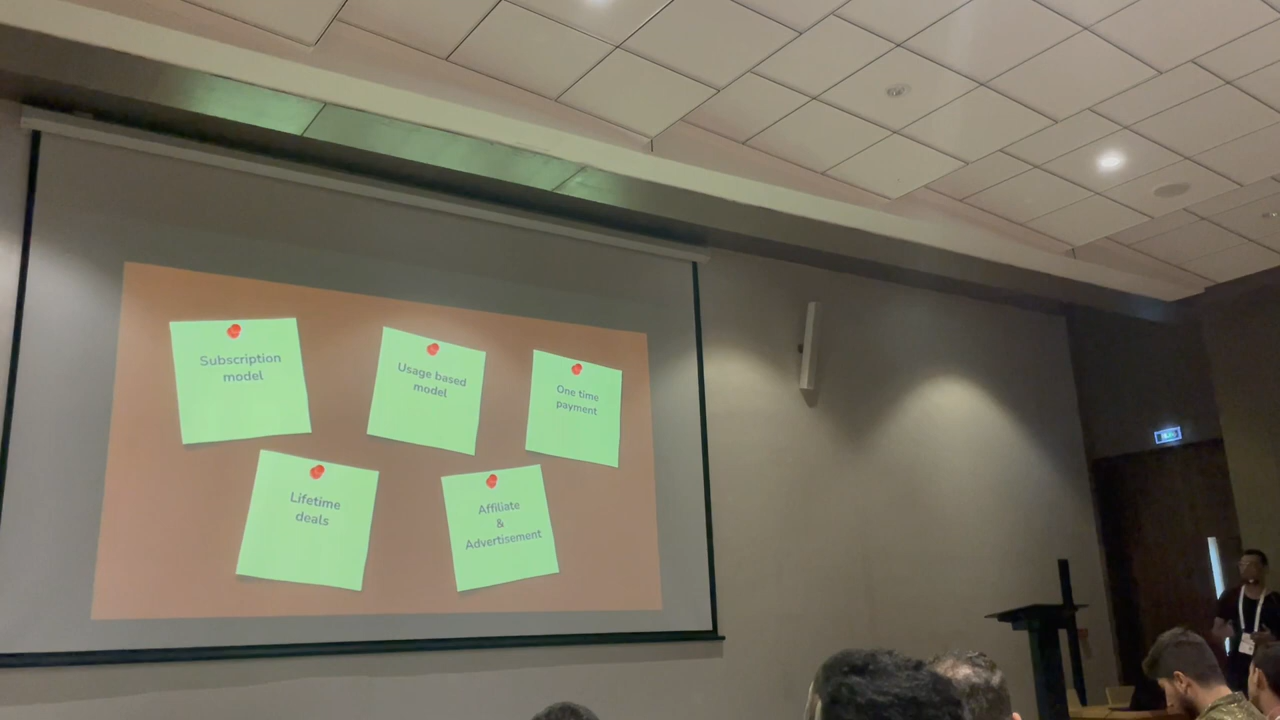 Subscription
model
Usage based
model
One time
payment
Lifetime
deals
Affiliate
&
Advertisement